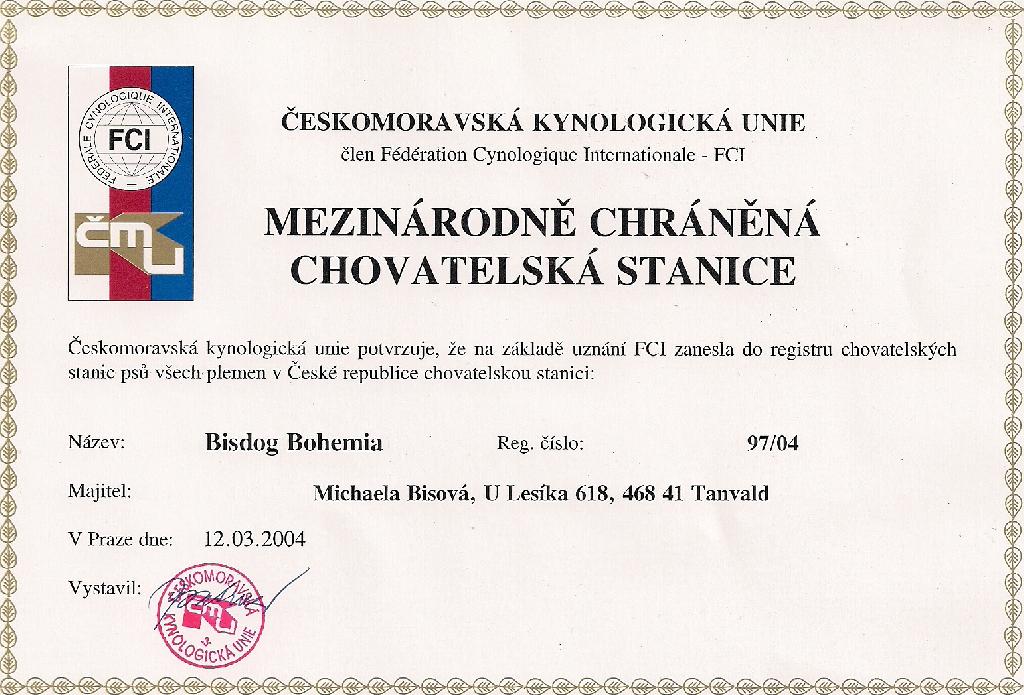 FÉDÉRATION CYNOLOGIQUE INTERNATIONALE
FCI
čmu
ČESKOMORAVSKÁ KYNOLOGICKÁ UNIE
člen Fédération Cynologique Internationale - FCI
MEZINÁRODNĚ CHRÁNĚNÁ
CHOVATELSKÁ STANICE
Českomoravská kynologická unie potvrzuje, že na základě uznání FCI zanesla do registru chovatelských
stanic psů všech plemen v České republice chovatelskou stanici:
Název: Bisdog Bohemia Reg. číslo: 97/04
Majitel: Michaela Bisová, U Lesíka 618, 468 41 Tanvald
V Praze dne: 12.03.2004
Vystavil:
ČESKOMORAVSKÁ
čmu
-3-
KYNOLOGICKÁ UNIE